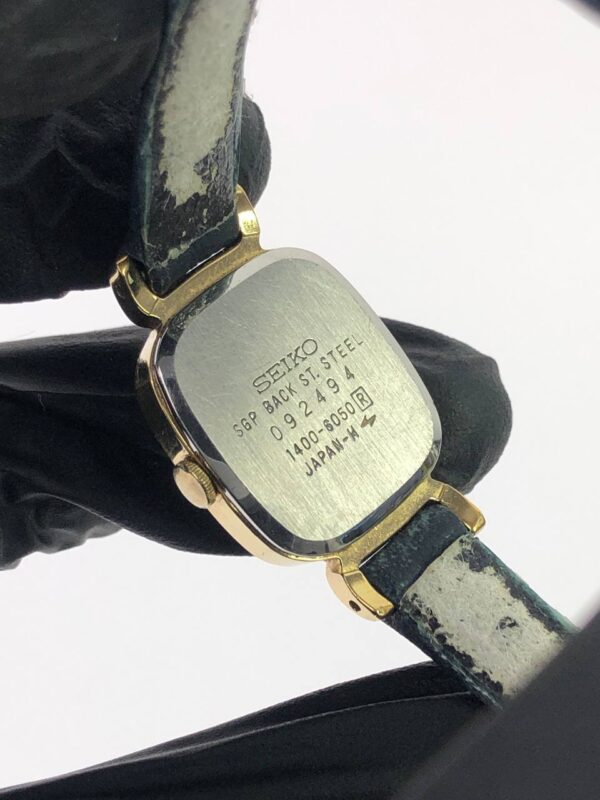 SEIKO
SGP BACK ST. STEEL
092494
1400-6050 R
JAPAN-H